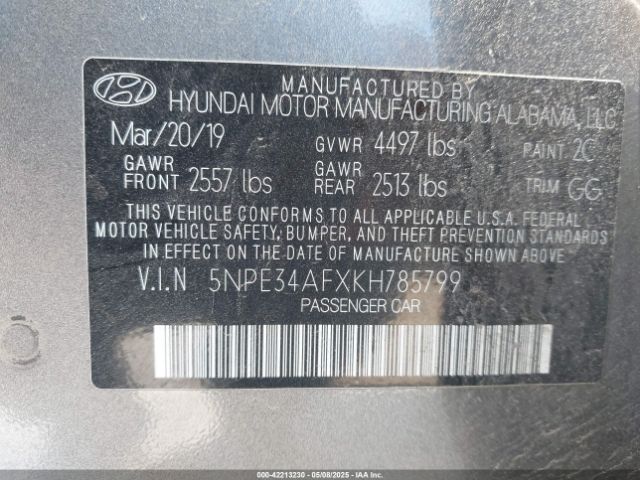 MANUFACTURED BY
HYUNDAI MOTOR MANUFACTURING ALABAMA, LLC
Mar/20/19 GVWR 4497 lbs PAINT 2C
GAWR FRONT 2557 lbs GAWR REAR 2513 lbs TRIM GG
THIS VEHICLE CONFORMS TO ALL APPLICABLE U.S.A. FEDERAL
MOTOR VEHICLE SAFETY, BUMPER, AND THEFT PREVENTION STANDARDS
IN EFFECT ON THE DATE OF MANUFACTURE SHOWN ABOVE.
V.I.N 5NPE34AFXKH785799
PASSENGER CAR
000-42213230 - 05/08/2025 - COPART.COM